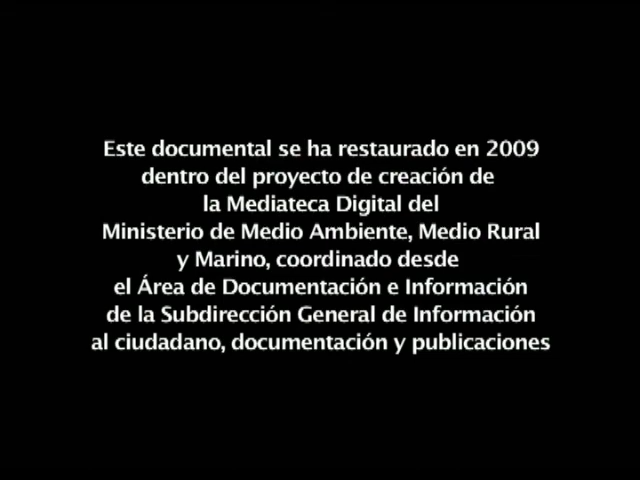 Este documental se ha restaurado en 2009
dentro del proyecto de creación de
la Mediateca Digital del
Ministerio de Medio Ambiente, Medio Rural
y Marino, coordinado desde
el Área de Documentación e Información
de la Subdirección General de Información
al ciudadano, documentación y publicaciones